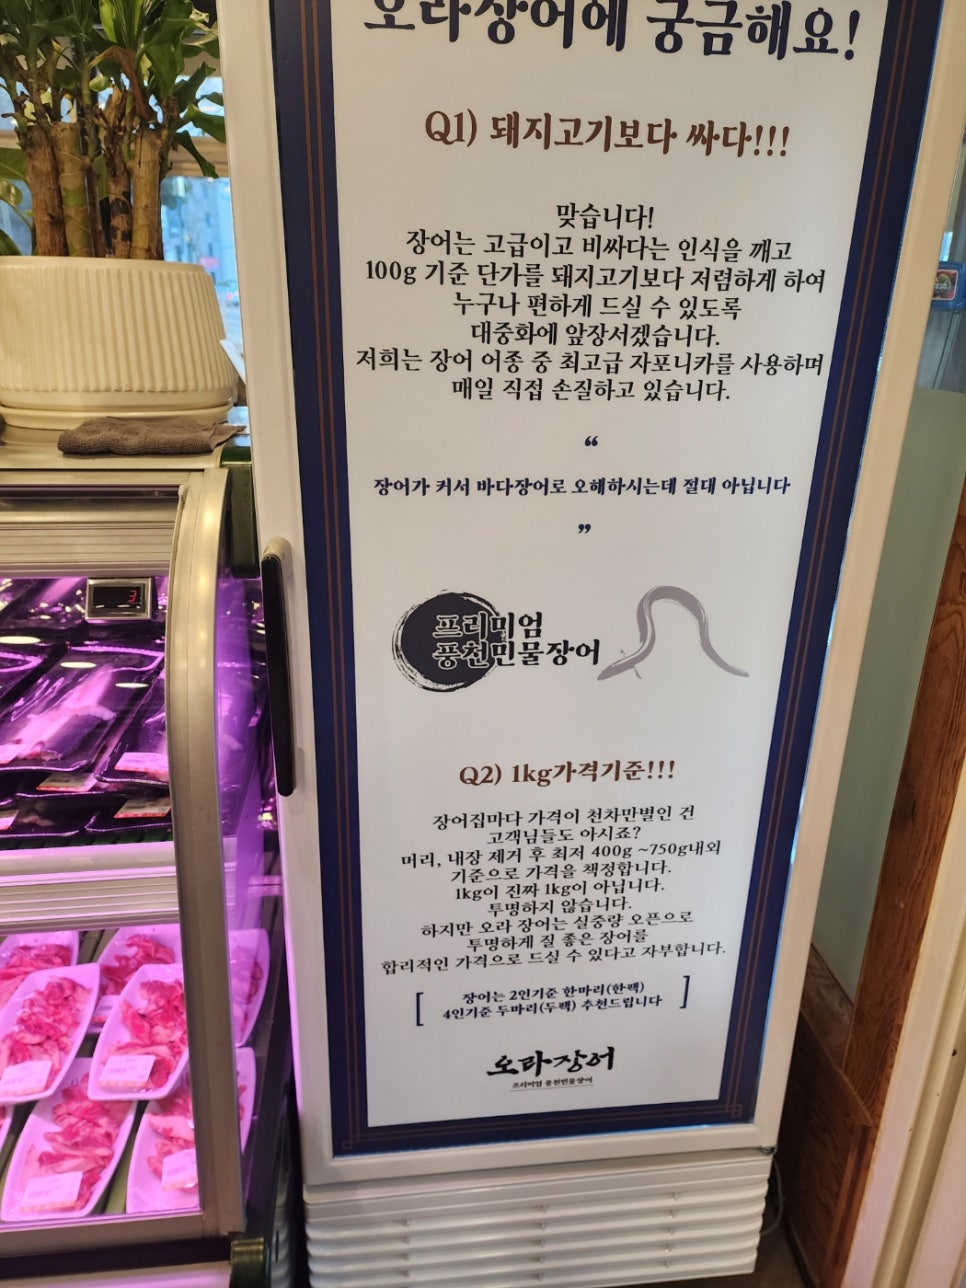 오라장어에 궁금해요!
Q1) 돼지고기보다 싸다!!!
맞습니다!
장어는 고급이고 비싸다는 인식을 깨고
100g 기준 단가를 돼지고기보다 저렴하게 하여
누구나 편하게 드실 수 있도록
대중화에 앞장서겠습니다.
저희는 장어 어종 중 최고급 자포니카를 사용하며
매일 직접 손질하고 있습니다.
“
장어가 커서 바다장어로 오해하시는데 절대 아닙니다
”
프리미엄
풍천민물장어
Q2) 1kg가격기준!!!
장어집마다 가격이 천차만별인 건
고객님들도 아시죠?
머리, 내장 제거 후 최저 400g ~750g내외
기준으로 가격을 책정합니다.
1kg이 진짜 1kg이 아닙니다.
투명하지 않습니다.
하지만 오라 장어는 실중량 오픈으로
투명하게 질 좋은 장어를
합리적인 가격으로 드실 수 있다고 자부합니다.
[ 장어는 2인기준 한마리(한팩)
4인기준 두마리(두팩) 추천드립니다 ]
오라장어
프리미엄 풍천민물장어
3